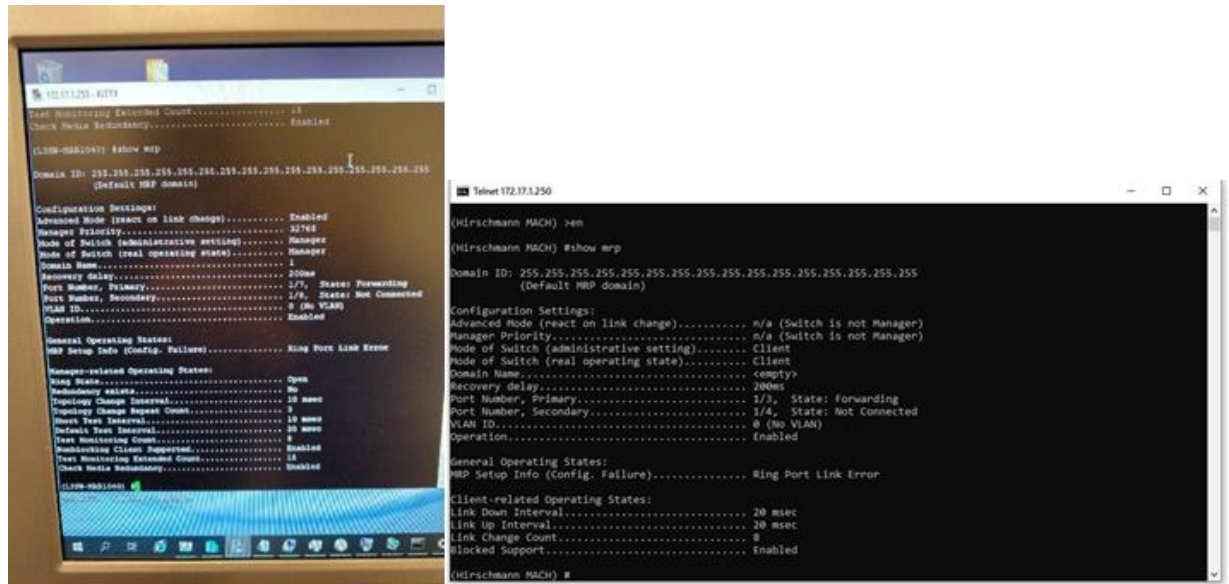 172.17.1.253 - KiTTY
Test Monitoring Extended Count................. 15
Check Media Redundancy......................... Enabled
#show mrp
Domain ID: 255.255.255.255.255.255.255.255.255.255.255.255.255.255.255.255
(Default MRP domain)
Configuration Settings:
Advanced Mode (react on link change)........... Enabled
Manager Priority............................... 32768
Mode of Switch (administrative setting)........ Manager
Mode of Switch (real operating state).......... Manager
Domain Name.................................... 1
Recovery delay................................. 200ms
Port Number, Primary........................... 1/7, State: Forwarding
Port Number, Secondary......................... 1/8, State: Not Connected
VLAN ID........................................ 0 (No VLAN)
Operation...................................... Enabled
General Operating States:
MRP Setup Info (Config. Failure)............... Ring Port Link Error
Manager-related Operating States:
Ring State..................................... Open
Redundancy exists.............................. No
Topology Change Interval....................... 10 msec
Topology Change Repeat Count................... 3
Short Test Interval............................ 10 msec
Default Test Interval.......................... 20 msec
Test Monitoring Count.......................... 8
Nonblocking Client Supported................... Enabled
Test Monitoring Extended Count................. 15
Check Media Redundancy......................... Enabled
#
Telnet 172.17.1.250
(Hirschmann MACH) >en
(Hirschmann MACH) #show mrp
Domain ID: 255.255.255.255.255.255.255.255.255.255.255.255.255.255.255.255
(Default MRP domain)
Configuration Settings:
Advanced Mode (react on link change)........... n/a (Switch is not Manager)
Manager Priority............................... n/a (Switch is not Manager)
Mode of Switch (administrative setting)........ Client
Mode of Switch (real operating state).......... Client
Domain Name.................................... <empty>
Recovery delay................................. 200ms
Port Number, Primary........................... 1/3, State: Forwarding
Port Number, Secondary......................... 1/4, State: Not Connected
VLAN ID........................................ 0 (No VLAN)
Operation...................................... Enabled
General Operating States:
MRP Setup Info (Config. Failure)............... Ring Port Link Error
Client-related Operating States:
Link Down Interval............................. 20 msec
Link Up Interval............................... 20 msec
Link Change Count.............................. 8
Blocked Support................................ Enabled
(Hirschmann MACH) #